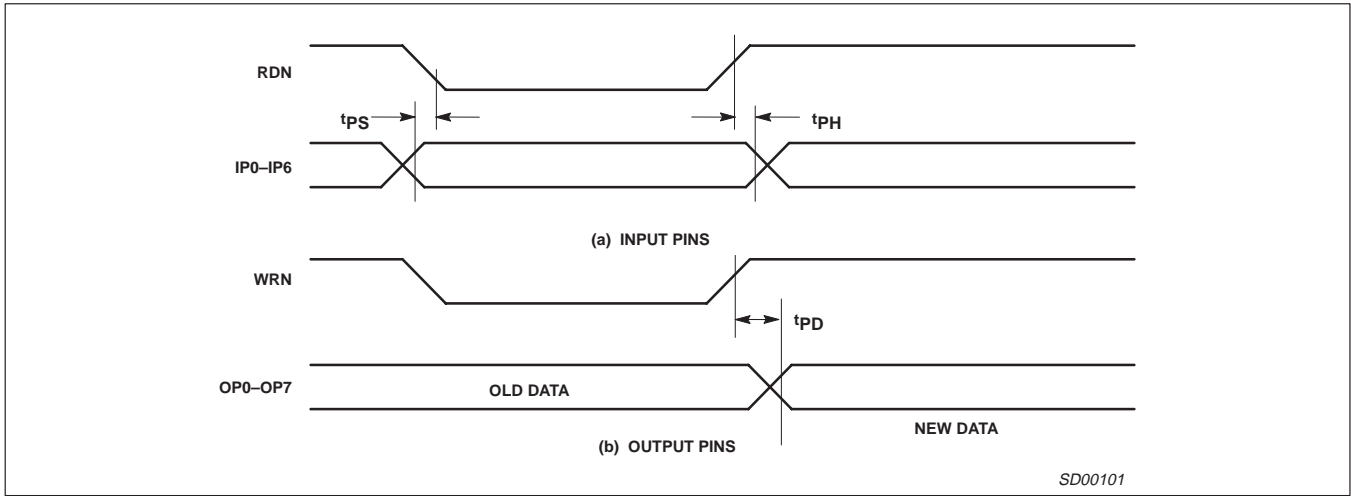 RDN
tPS
tPH
IP0–IP6
(a) INPUT PINS
WRN
tPD
OP0–OP7
OLD DATA
NEW DATA
(b) OUTPUT PINS
SD00101